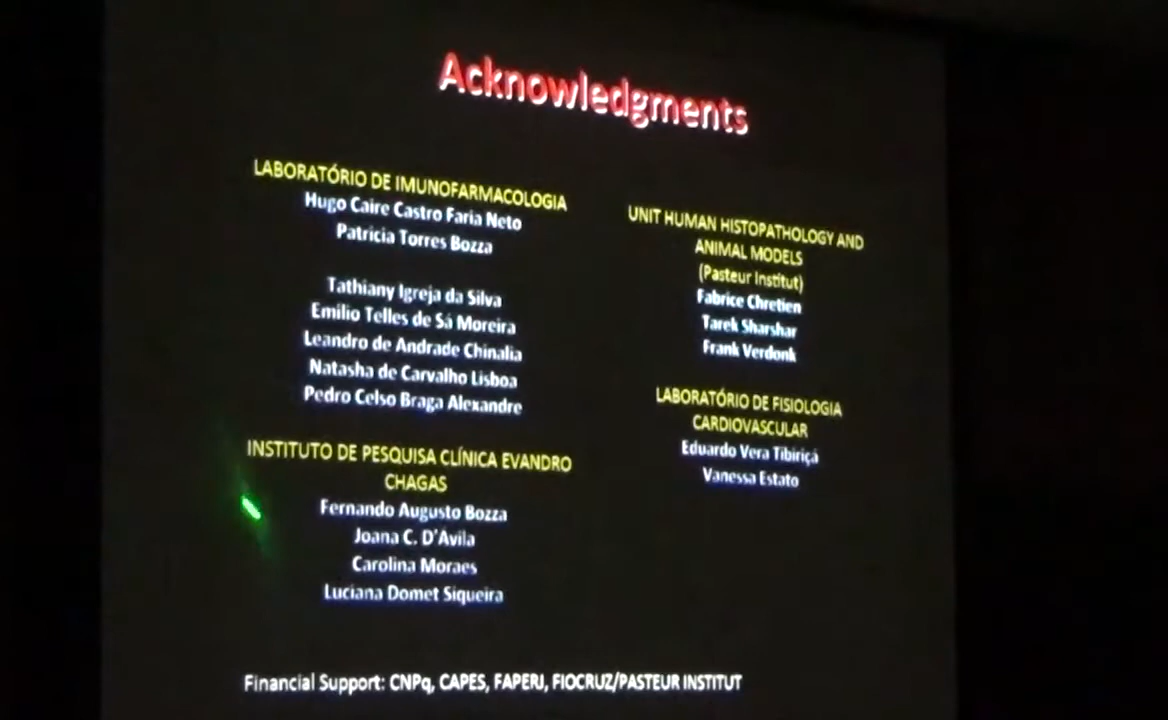 Acknowledgments
LABORATÓRIO DE IMUNOFARMACOLOGIA
Hugo Caire Castro Faria Neto
Patricia Torres Bozza
Tathiany Igreja da Silva
Emilio Telles de Sá Moreira
Leandro de Andrade Chinalia
Natasha de Carvalho Lisboa
Pedro Celso Braga Alexandre
INSTITUTO DE PESQUISA CLÍNICA EVANDRO
CHAGAS
Fernando Augusto Bozza
Joana C. D'Ávila
Carolina Moraes
Luciana Domet Siqueira
UNIT HUMAN HISTOPATHOLOGY AND
ANIMAL MODELS
(Pasteur Institut)
Fabrice Chretien
Tarek Sharshar
Frank Verdonk
LABORATÓRIO DE FISIOLOGIA
CARDIOVASCULAR
Eduardo Vera Tibiriçá
Vanessa Estato
Financial Support: CNPq, CAPES, FAPERJ, FIOCRUZ/PASTEUR INSTITUT